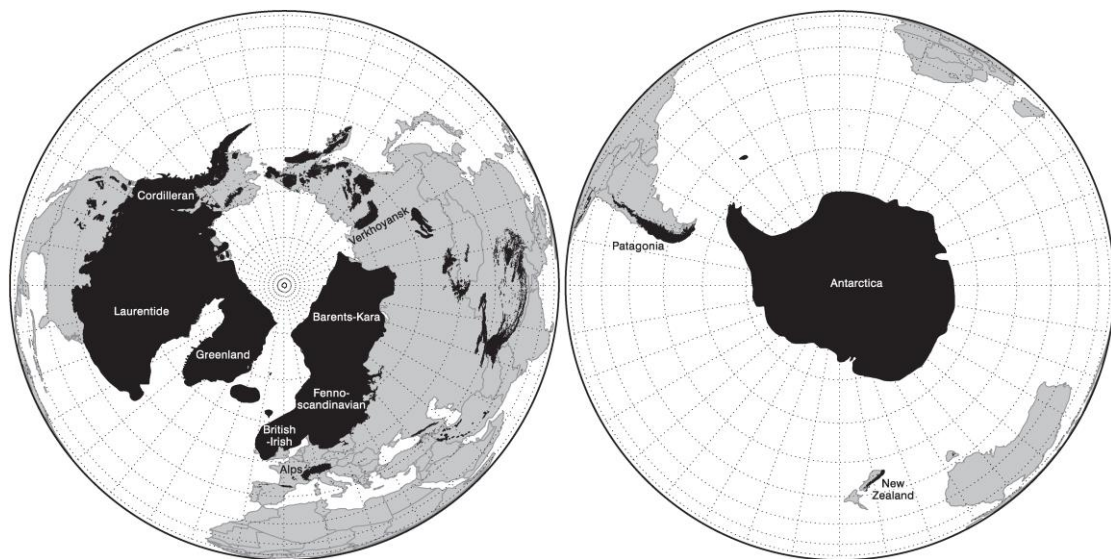 Cordilleran
Verkhoyansk
Laurentide
Greenland
Barents-Kara
Fenno-
scandinavian
British
-Irish
Alps
Patagonia
Antarctica
New
Zealand